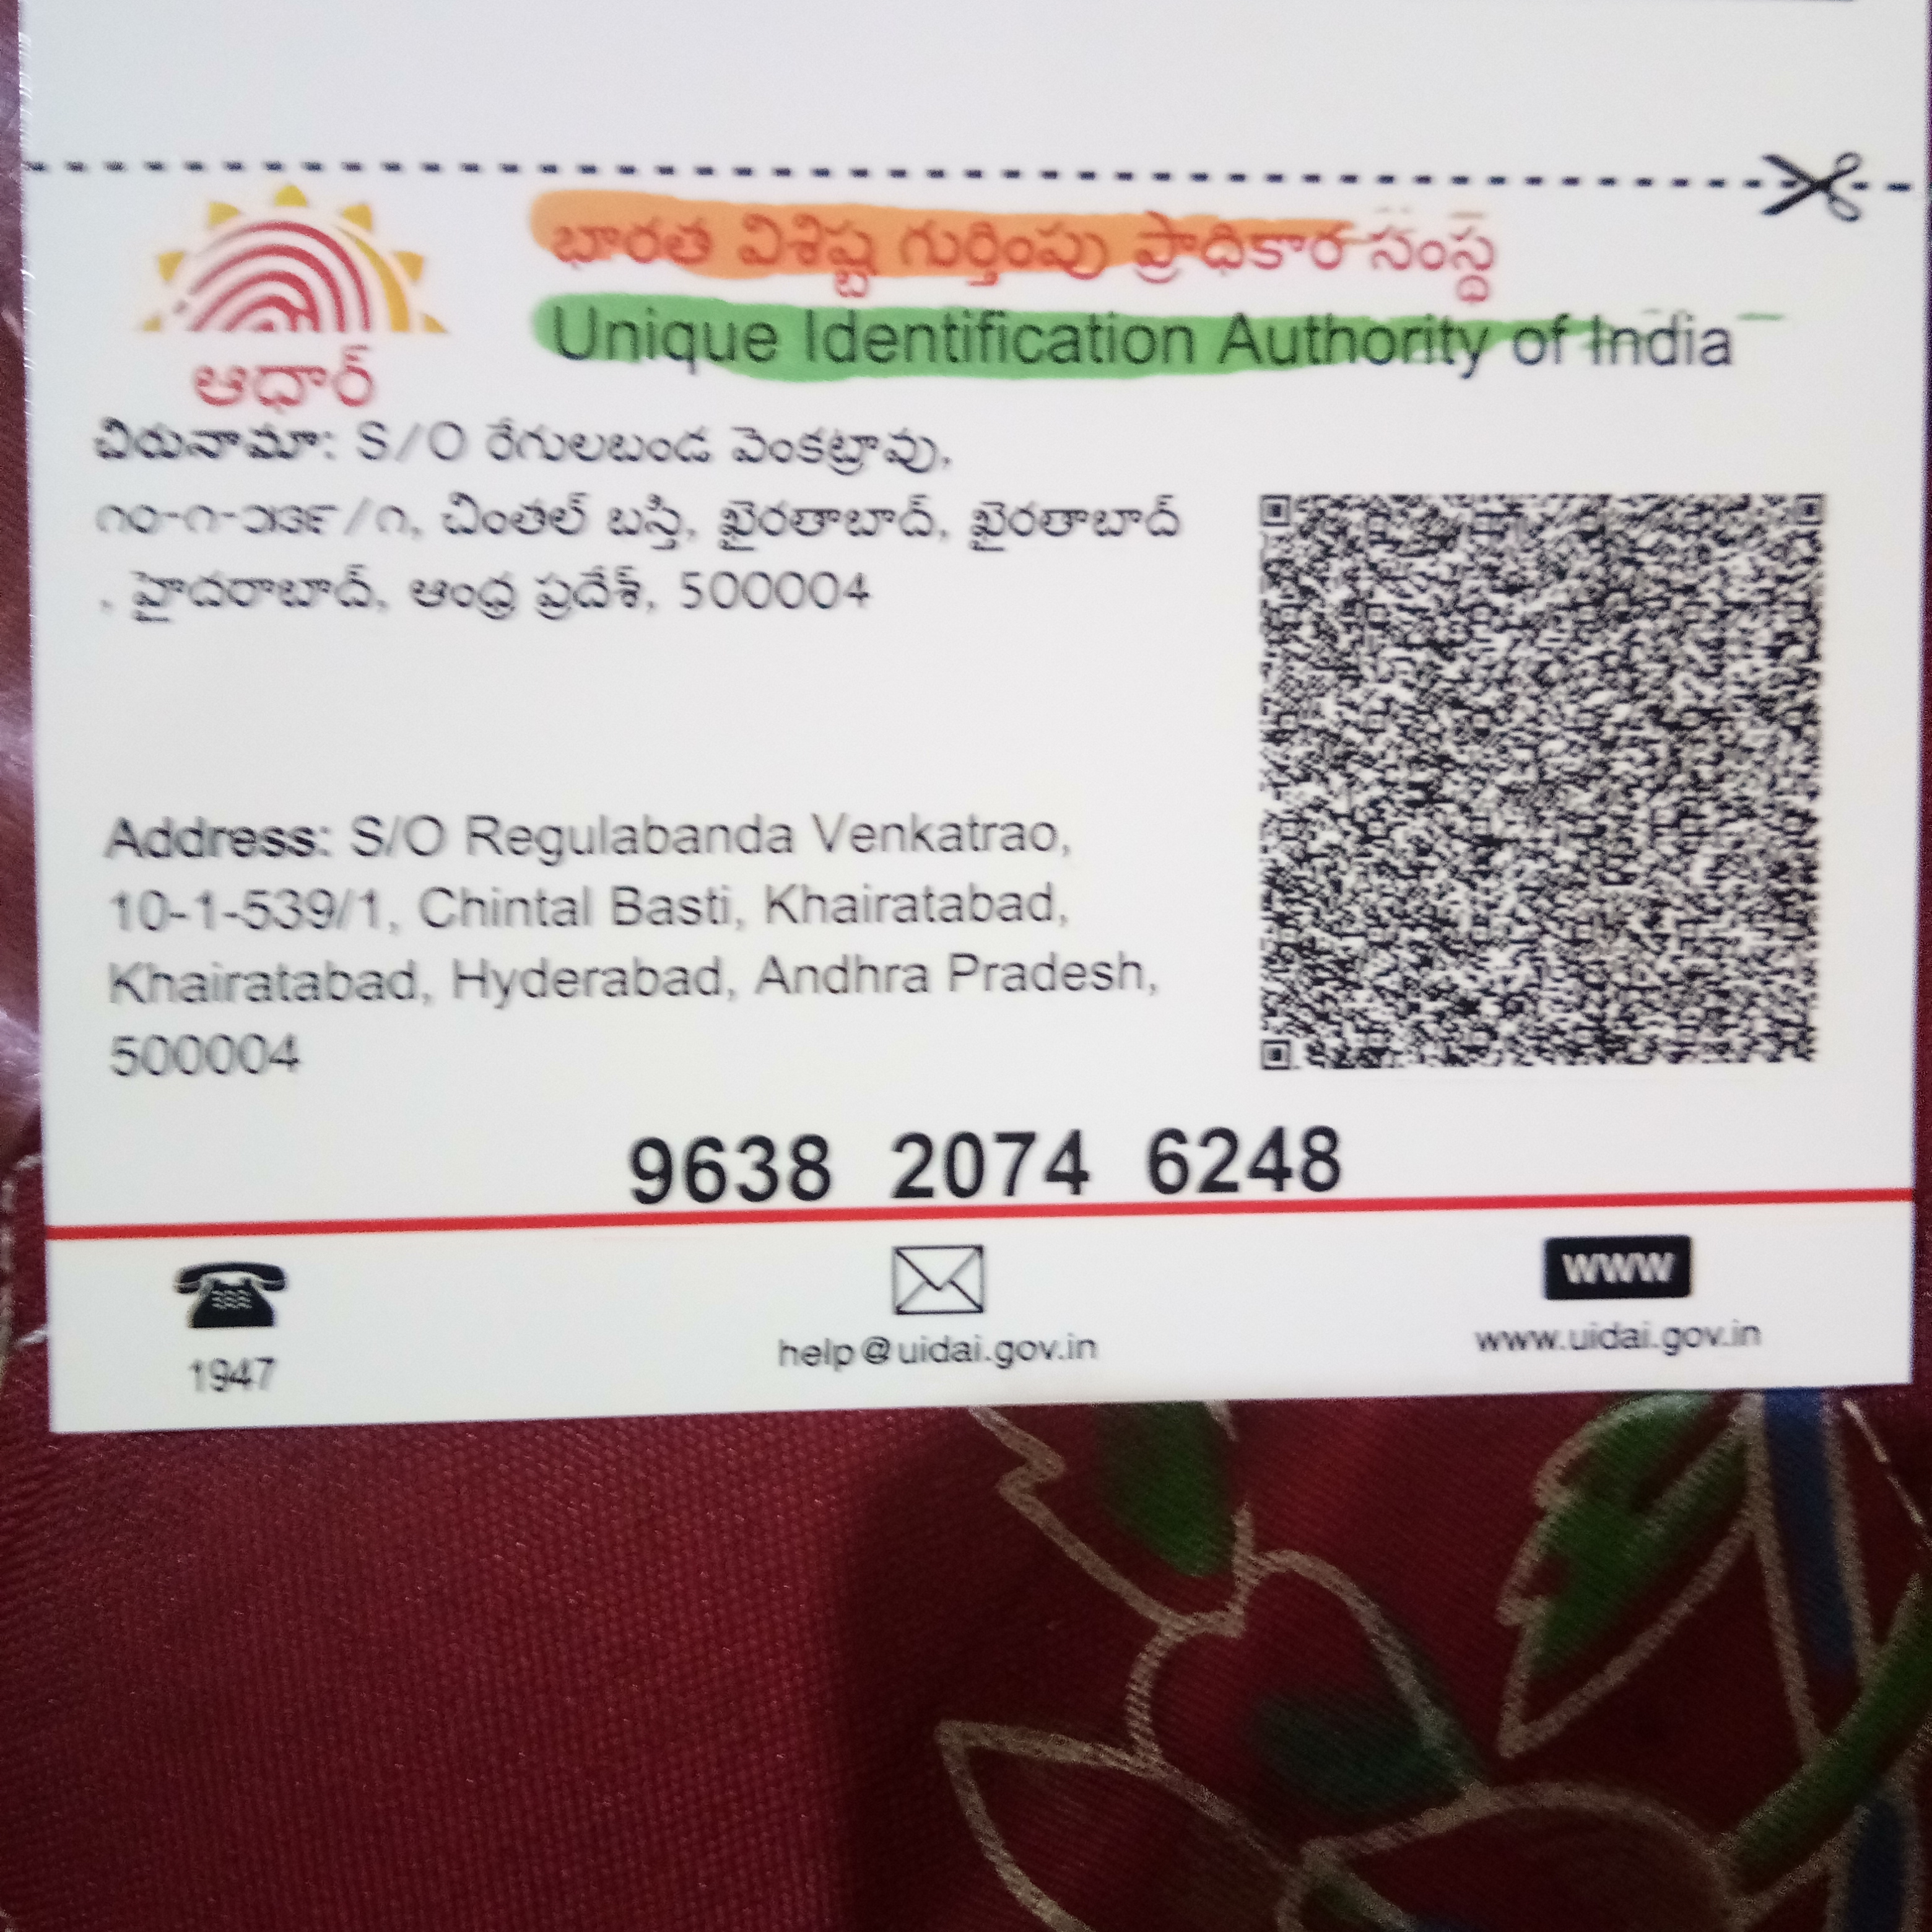 భారత విశిష్ట గుర్తింపు ప్రాధికార సంస్థ
Unique Identification Authority of India
ఆధార్
చిరునామా: S/O రేగులబండ వెంకట్రావు,
౧౦-౧-౫౩౯/౧, చింతల్ బస్తి, ఖైరతాబాద్, ఖైరతాబాద్
, హైదరాబాద్, ఆంధ్ర ప్రదేశ్, 500004
Address: S/O Regulabanda Venkatrao,
10-1-539/1, Chintal Basti, Khairatabad,
Khairatabad, Hyderabad, Andhra Pradesh,
500004
9638 2074 6248
WWW
1947
help@uidai.gov.in
www.uidai.gov.in